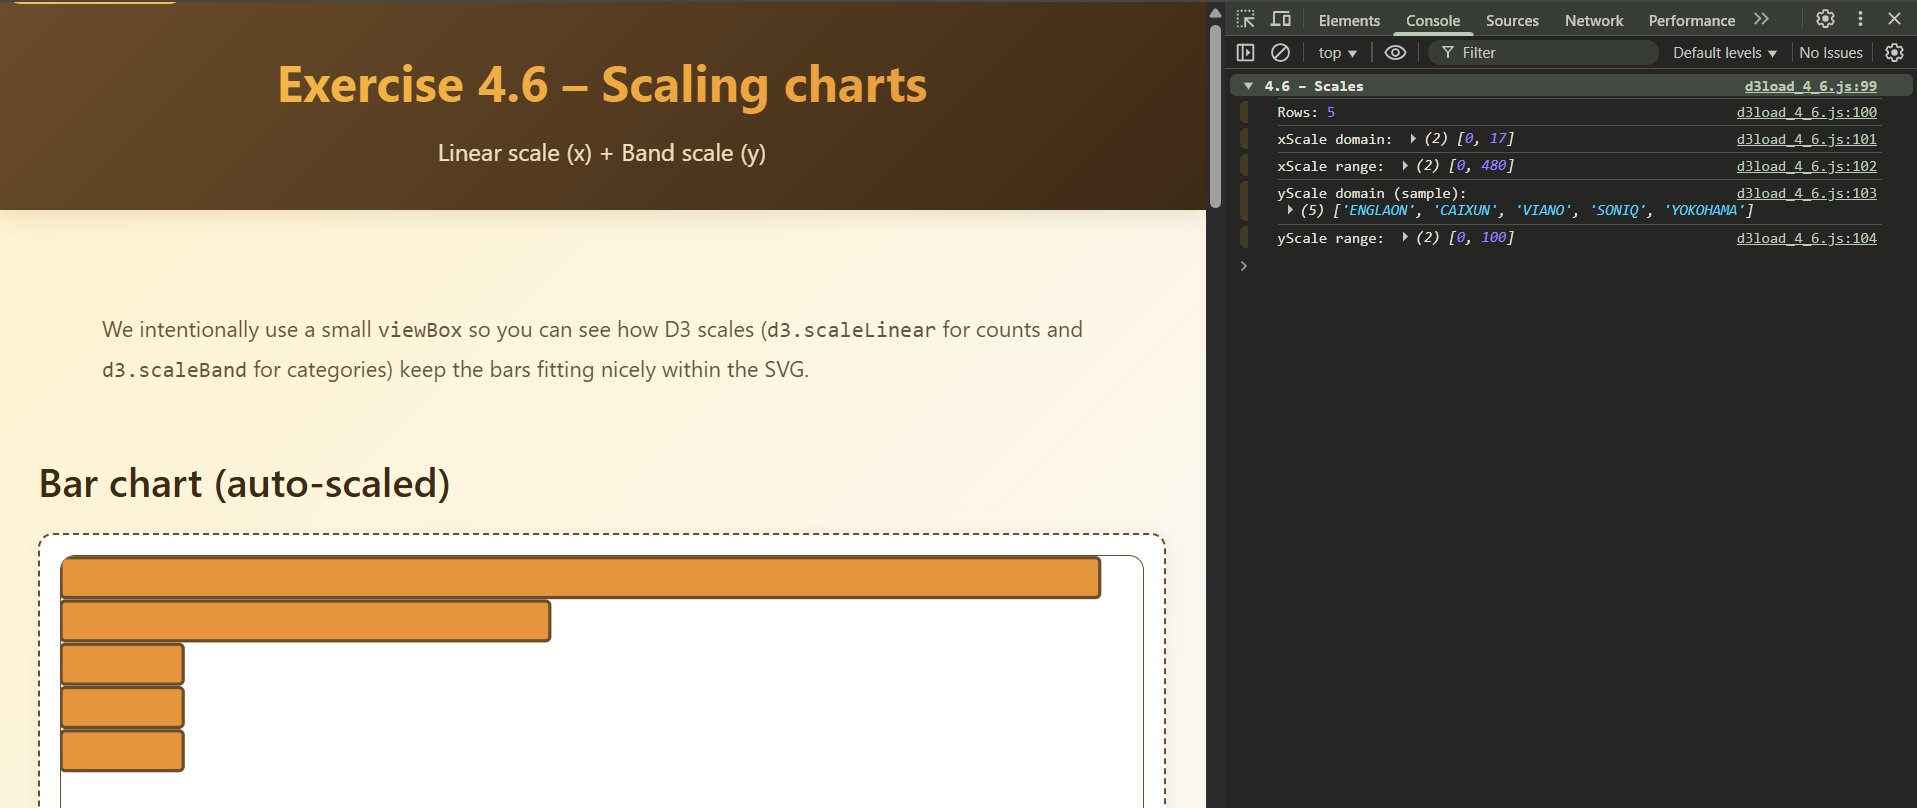 Exercise 4.6 – Scaling charts
Linear scale (x) + Band scale (y)
We intentionally use a small viewBox so you can see how D3 scales (d3.scaleLinear for counts and
d3.scaleBand for categories) keep the bars fitting nicely within the SVG.
Bar chart (auto-scaled)
Elements Console Sources Network Performance
top Filter Default levels No Issues
4.6 – Scales d3load_4_6.js:99
Rows: 5 d3load_4_6.js:100
xScale domain: (2) [0, 17] d3load_4_6.js:101
xScale range: (2) [0, 480] d3load_4_6.js:102
yScale domain (sample): d3load_4_6.js:103
(5) ['ENGLAON', 'CAIXUN', 'VIANO', 'SONIQ', 'YOKOHAMA']
yScale range: (2) [0, 100] d3load_4_6.js:104